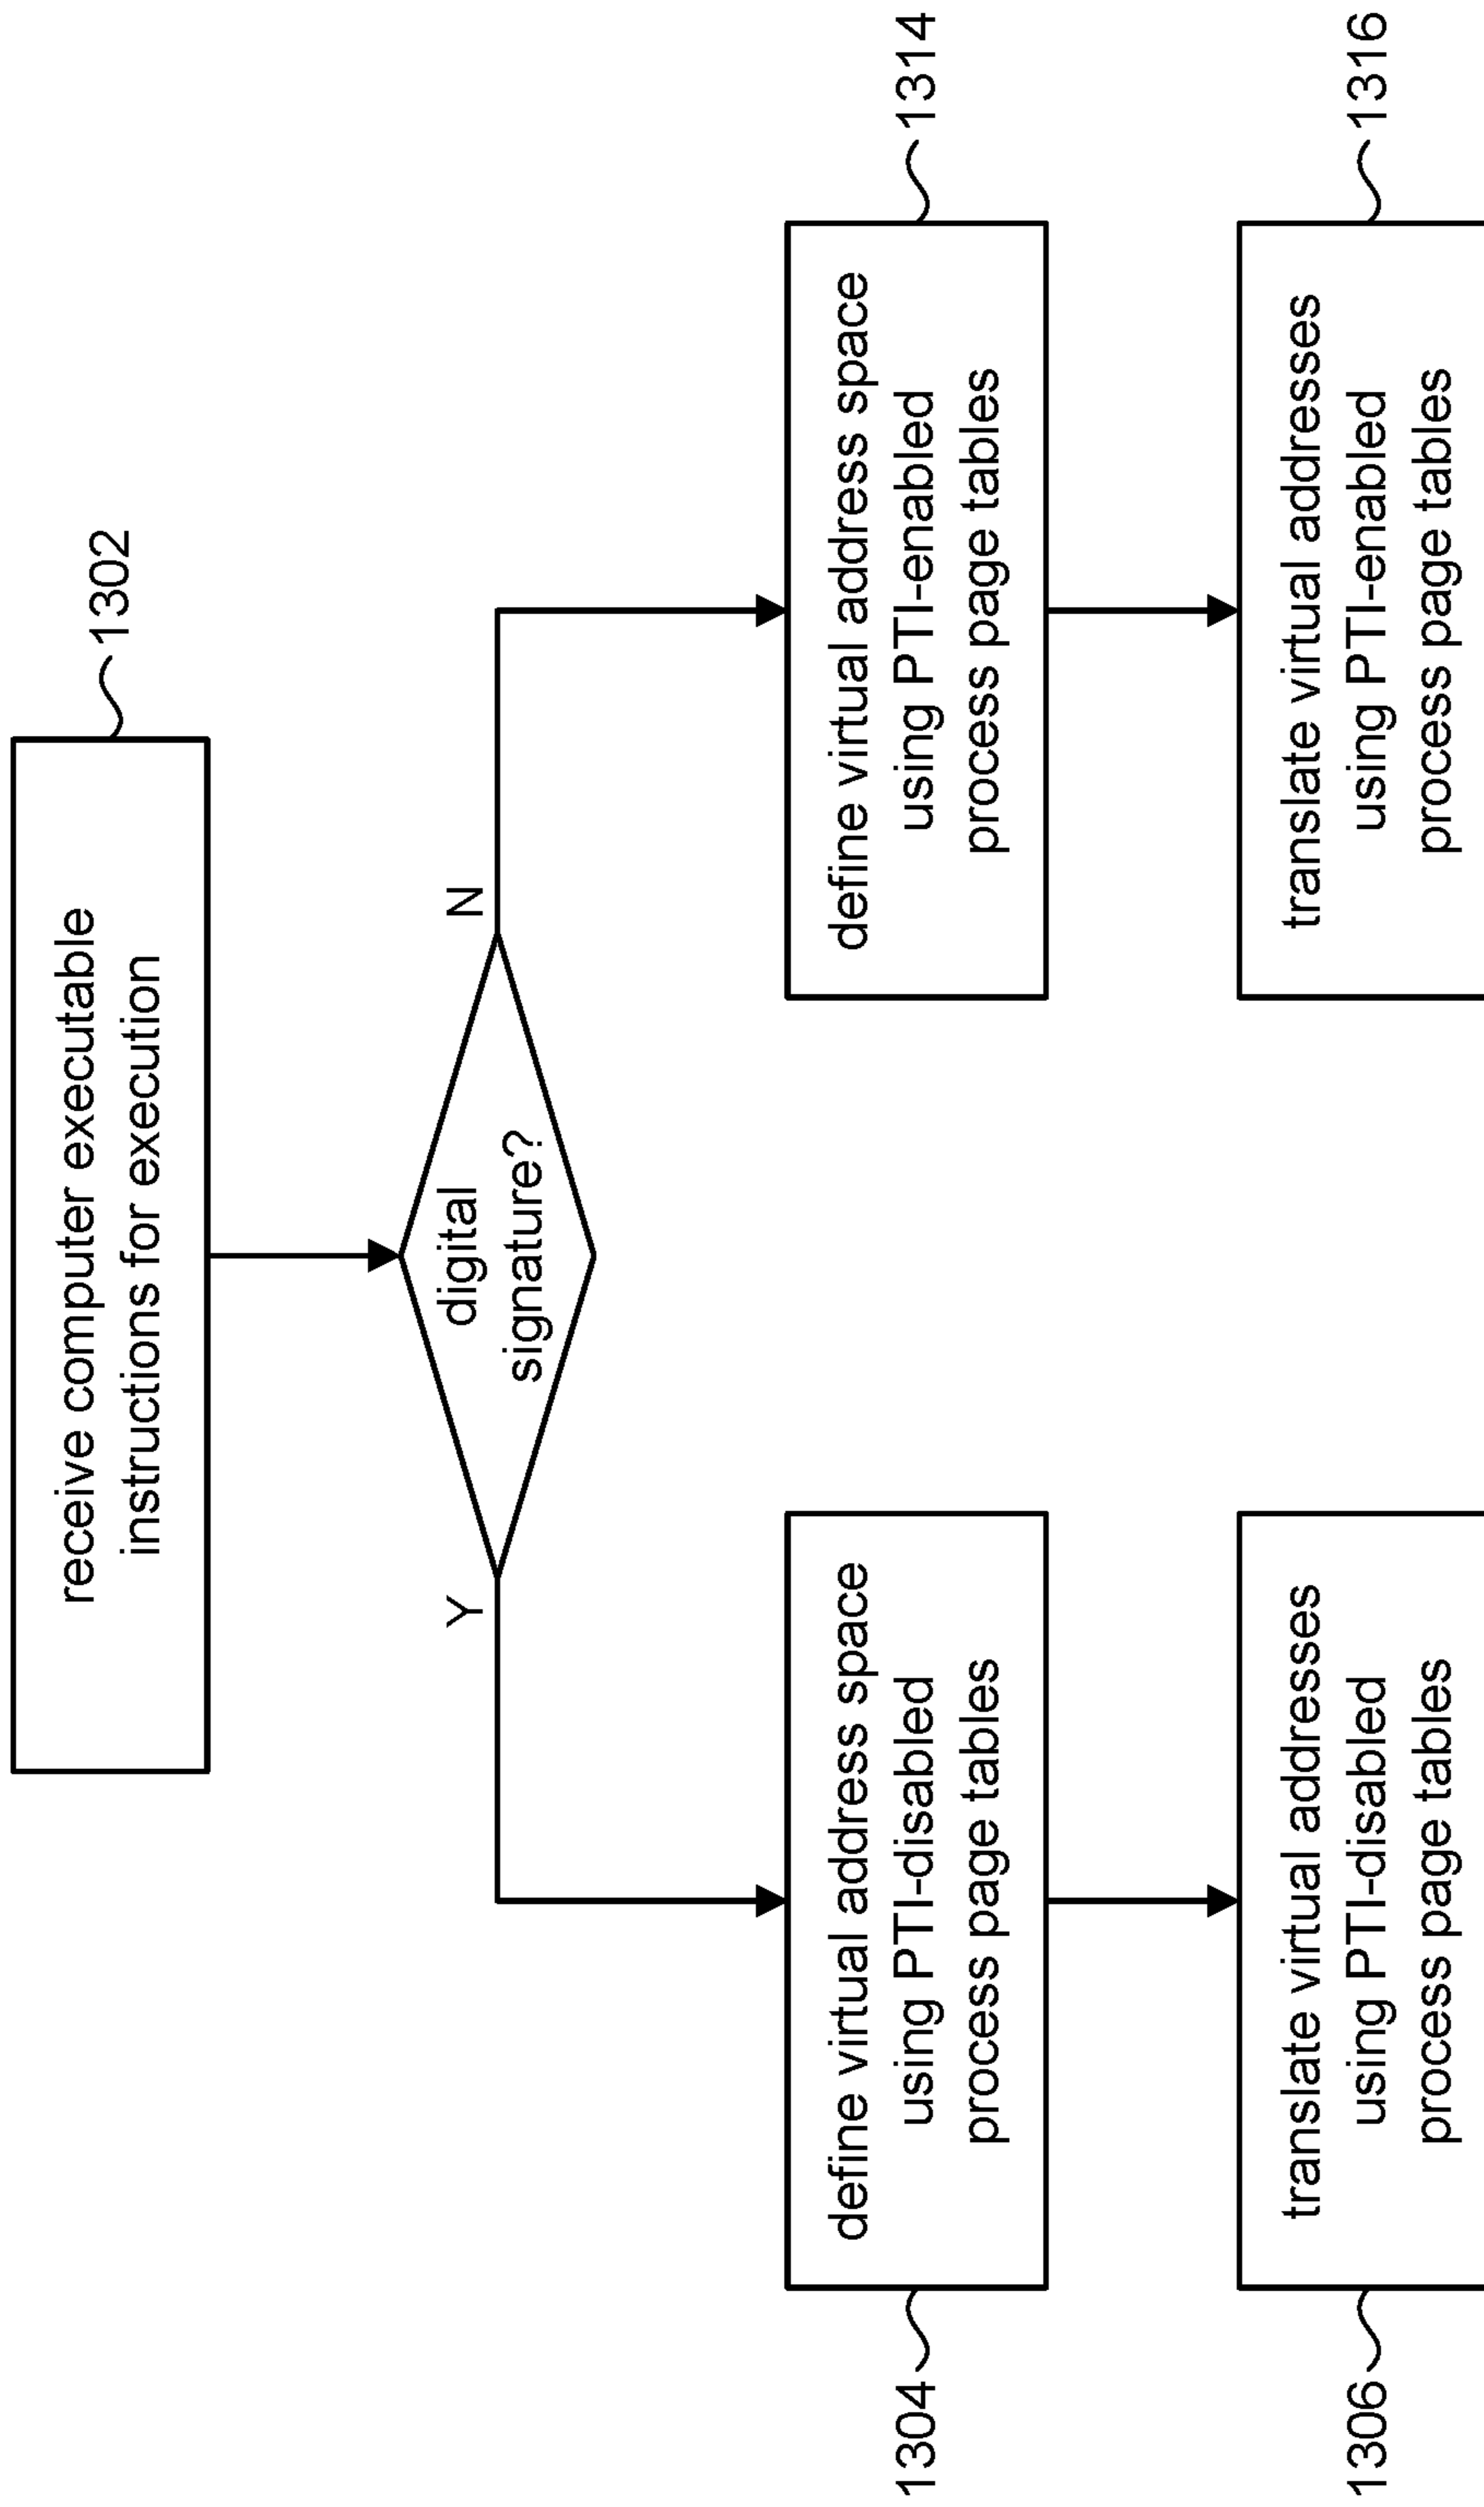 receive computer executable
instructions for execution
1302
digital
signature?
Y
N
define virtual address space
using PTI-disabled
process page tables
1304
define virtual address space
using PTI-enabled
process page tables
1314
translate virtual addresses
using PTI-disabled
process page tables
1306
translate virtual addresses
using PTI-enabled
process page tables
1316